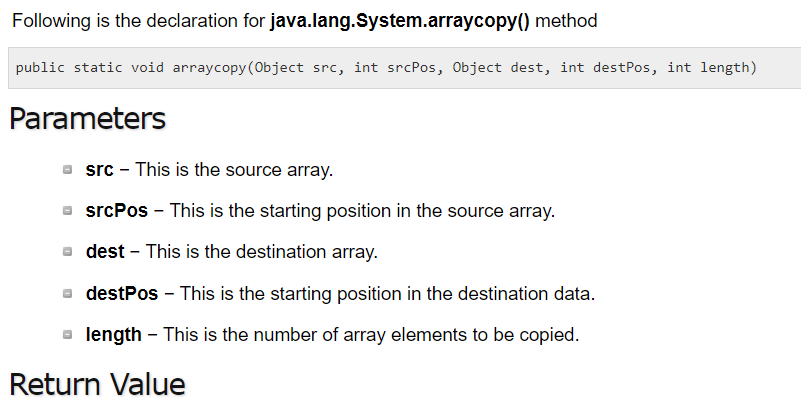 Following is the declaration for java.lang.System.arraycopy() method
public static void arraycopy(Object src, int srcPos, Object dest, int destPos, int length)
Parameters
src − This is the source array.
srcPos − This is the starting position in the source array.
dest − This is the destination array.
destPos − This is the starting position in the destination data.
length − This is the number of array elements to be copied.
Return Value